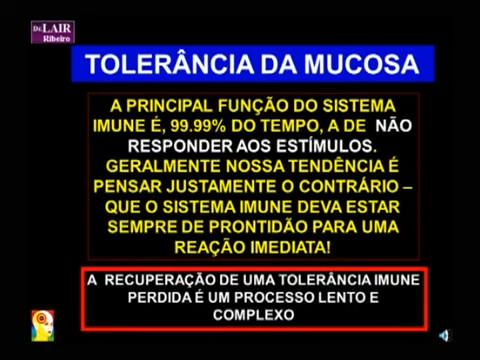 Dr. LAIR
Ribeiro
TOLERÂNCIA DA MUCOSA
A PRINCIPAL FUNÇÃO DO SISTEMA
IMUNE É, 99.99% DO TEMPO, A DE NÃO
RESPONDER AOS ESTÍMULOS.
GERALMENTE NOSSA TENDÊNCIA É
PENSAR JUSTAMENTE O CONTRÁRIO –
QUE O SISTEMA IMUNE DEVA ESTAR
SEMPRE DE PRONTIDÃO PARA UMA
REAÇÃO IMEDIATA!
A RECUPERAÇÃO DE UMA TOLERÂNCIA IMUNE
PERDIDA É UM PROCESSO LENTO E
COMPLEXO